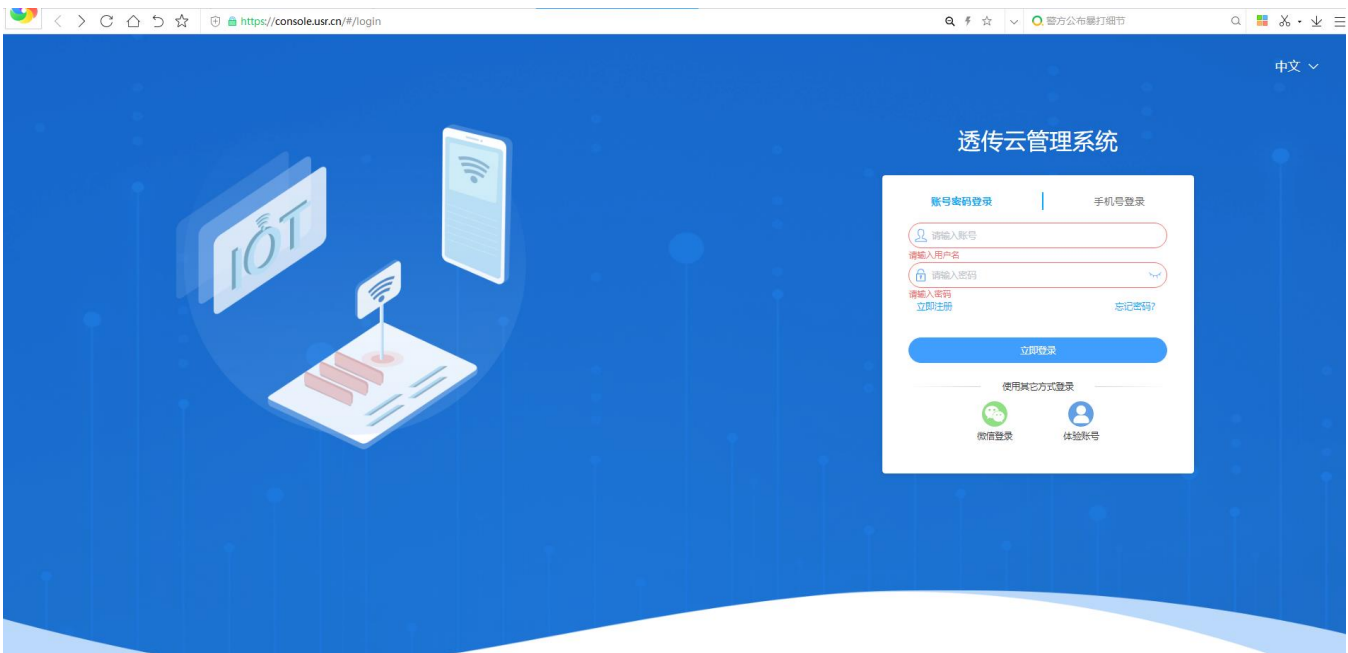 https://console.usr.cn/#/login
警方公布暴打细节
中文
透传云管理系统
IOT
账号密码登录
手机号登录
请输入账号
请输入用户名
请输入密码
请输入密码
立即注册
忘记密码?
立即登录
使用其它方式登录
微信登录
体验账号